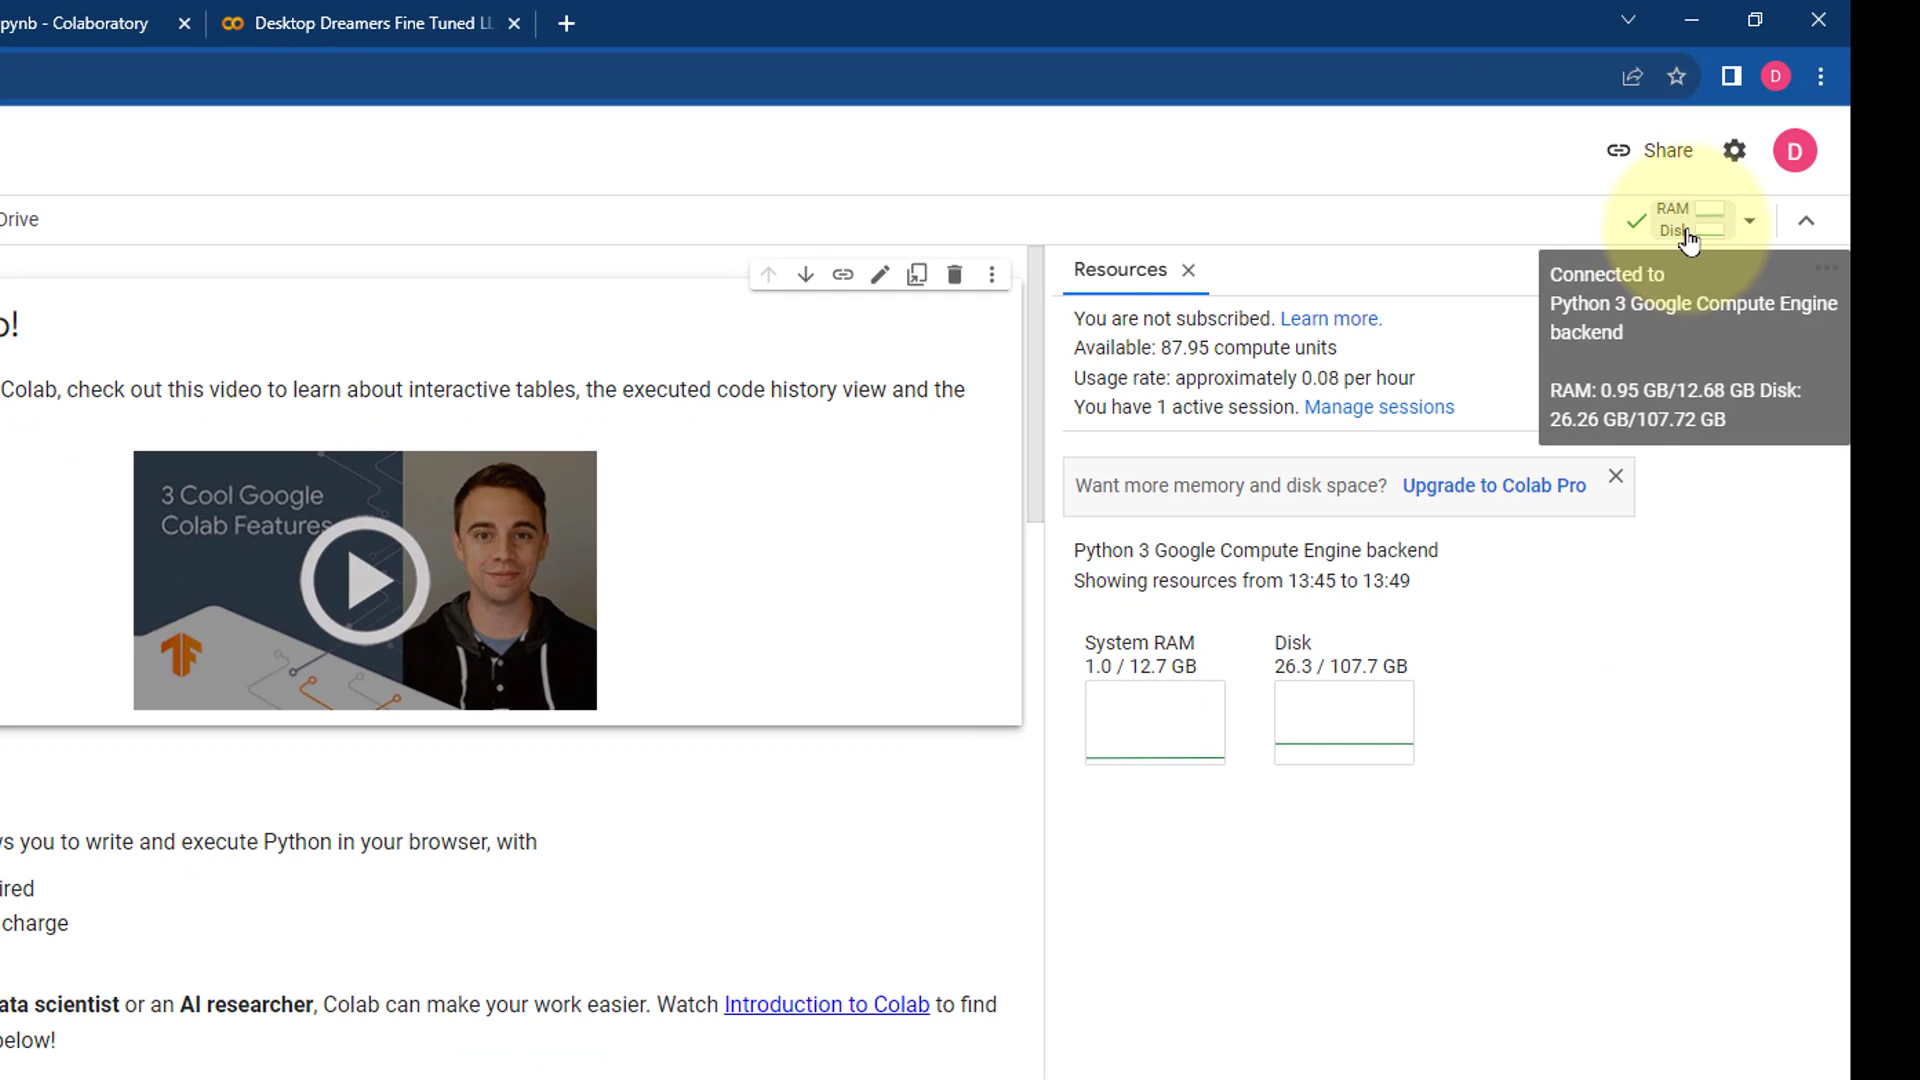 pynb - Colaboratory
Desktop Dreamers Fine Tuned LL
D
Share
D
Drive
RAM
Disk
Resources
Connected to
Python 3 Google Compute Engine
backend
RAM: 0.95 GB/12.68 GB Disk:
26.26 GB/107.72 GB
You are not subscribed. Learn more.
Available: 87.95 compute units
Usage rate: approximately 0.08 per hour
You have 1 active session. Manage sessions
Want more memory and disk space? Upgrade to Colab Pro
Python 3 Google Compute Engine backend
Showing resources from 13:45 to 13:49
System RAM
1.0 / 12.7 GB
Disk
26.3 / 107.7 GB
o!
Colab, check out this video to learn about interactive tables, the executed code history view and the
3 Cool Google
Colab Features
ws you to write and execute Python in your browser, with
ired
charge
ata scientist or an AI researcher, Colab can make your work easier. Watch Introduction to Colab to find
below!